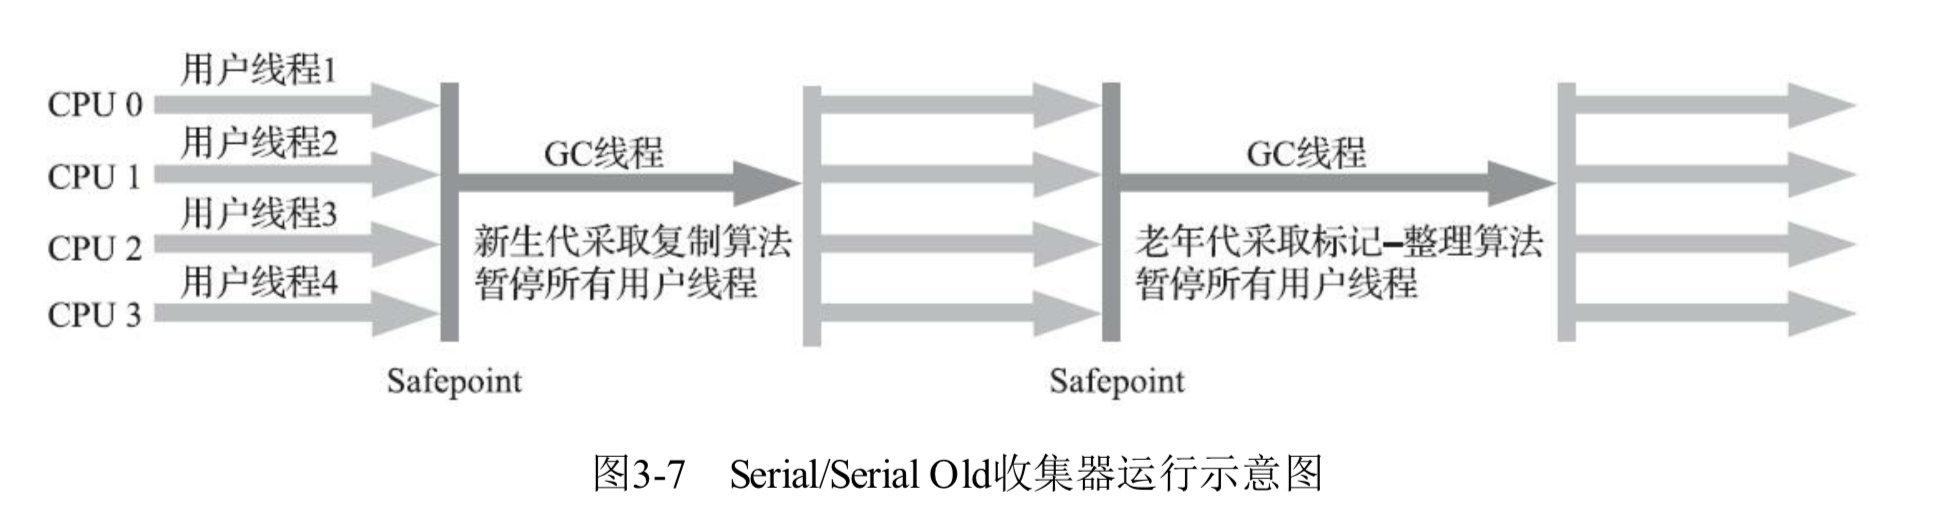 用户线程1
CPU 0
用户线程2
CPU 1
用户线程3
CPU 2
用户线程4
CPU 3
Safepoint
GC线程
新生代采取复制算法
暂停所有用户线程
Safepoint
GC线程
老年代采取标记–整理算法
暂停所有用户线程
图3-7 Serial/Serial Old收集器运行示意图